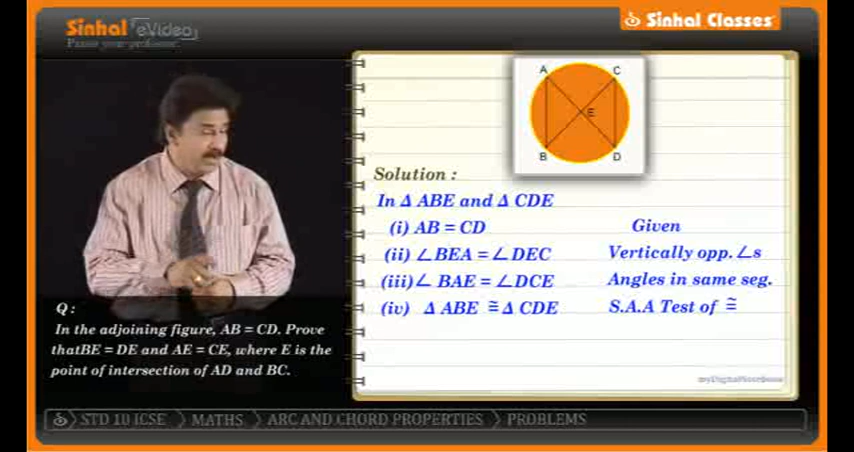 Sinhal eVideo
Sinhal Classes
A C
E
B D
Solution :
In Δ ABE and Δ CDE
(i) AB = CD Given
(ii) ∠BEA = ∠DEC Vertically opp. ∠s
(iii) ∠ BAE = ∠DCE Angles in same seg.
(iv) Δ ABE ≅ Δ CDE S.A.A Test of ≅
Q :
In the adjoining figure, AB = CD. Prove
thatBE = DE and AE = CE, where E is the
point of intersection of AD and BC.
STD 10 ICSE > MATHS > ARC AND CHORD PROPERTIES > PROBLEMS